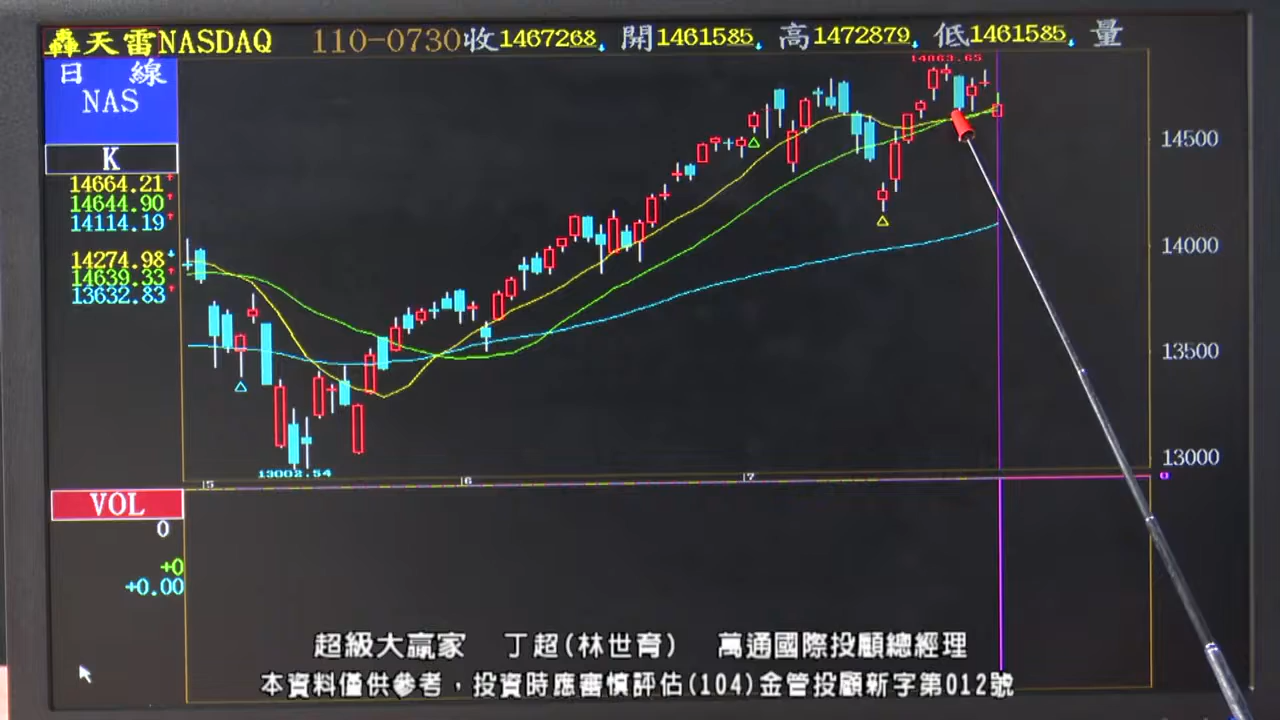 轟天雷NASDAQ 110-0730收1467268↓ 開1461585↓ 高1472879↓ 低1461585↓ 量
日 線
NAS
K
14664.21↑
14644.90↑
14114.19↑
14274.98↓
14639.33↑
13632.83↑
14863.65
14500
14000
13500
13000
13002.54
5
6
7
VOL
0
+0
+0.00
超級大贏家 丁超(林世育) 萬通國際投顧總經理
本資料僅供參考，投資時應審慎評估(104)金管投顧新字第012號